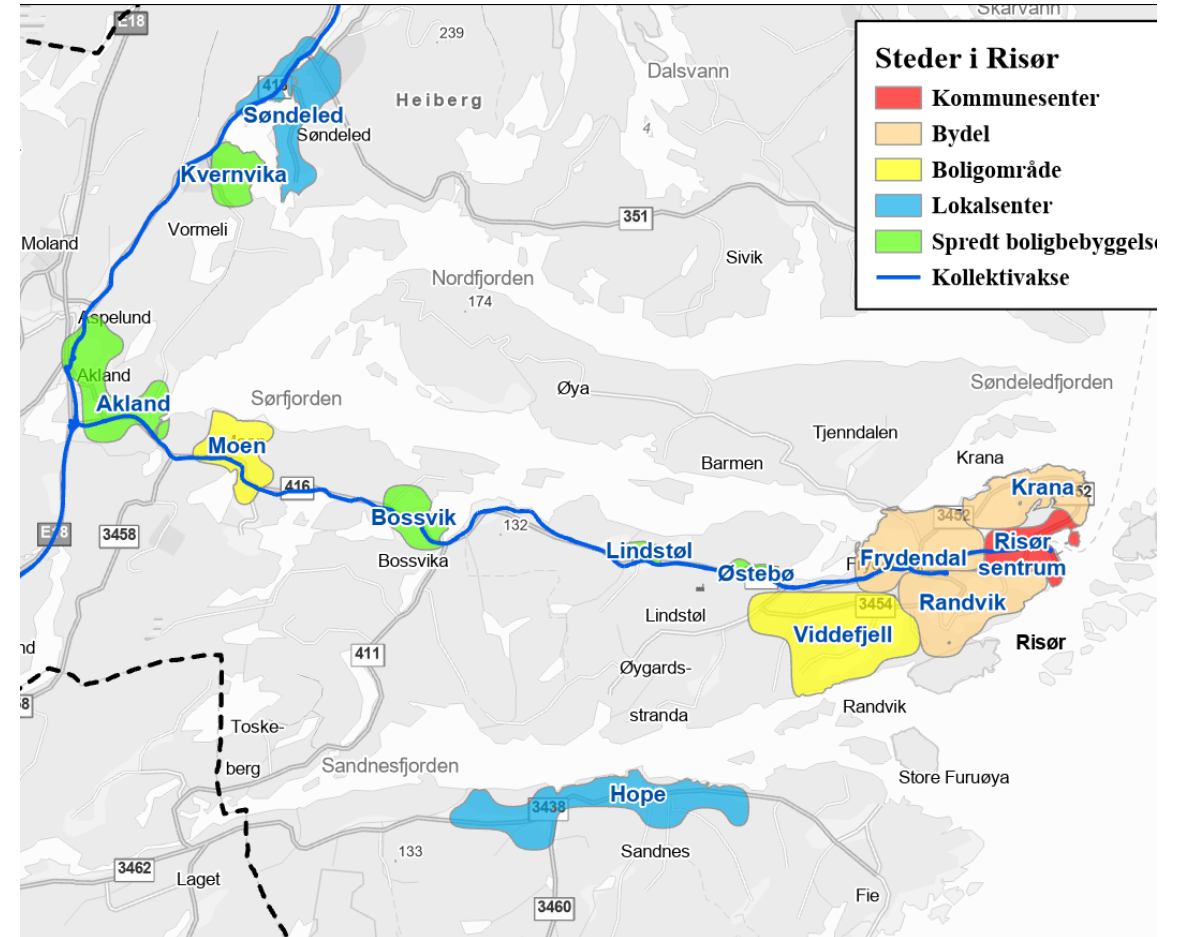 Skarvann
E18
239
Dalsvann
Steder i Risør
Kommunesenter
Bydel
Boligområde
Lokalsenter
Spredt boligbebyggelse
Kollektivakse
Heiberg
Søndeled
Søndeled
4
Kvernvika
351
Vormeli
Moland
Sivik
Nordfjorden
174
Aspelund
Akland
Akland
Øya
Sørfjorden
Søndeledfjorden
Moen
Tjenndalen
Krana
Barmen
416
Krana
3452
Bossvik
132
E18
3458
Risør
sentrum
Lindstøl
Frydendal
Bossvika
Østebø
Randvik
3454
Lindstøl
Viddefjell
Risør
411
Øygards-
stranda
Randvik
Toske-
berg
Sandnesfjorden
Store Furuøya
Hope
3438
133
Sandnes
3462
Laget
Fie
3460